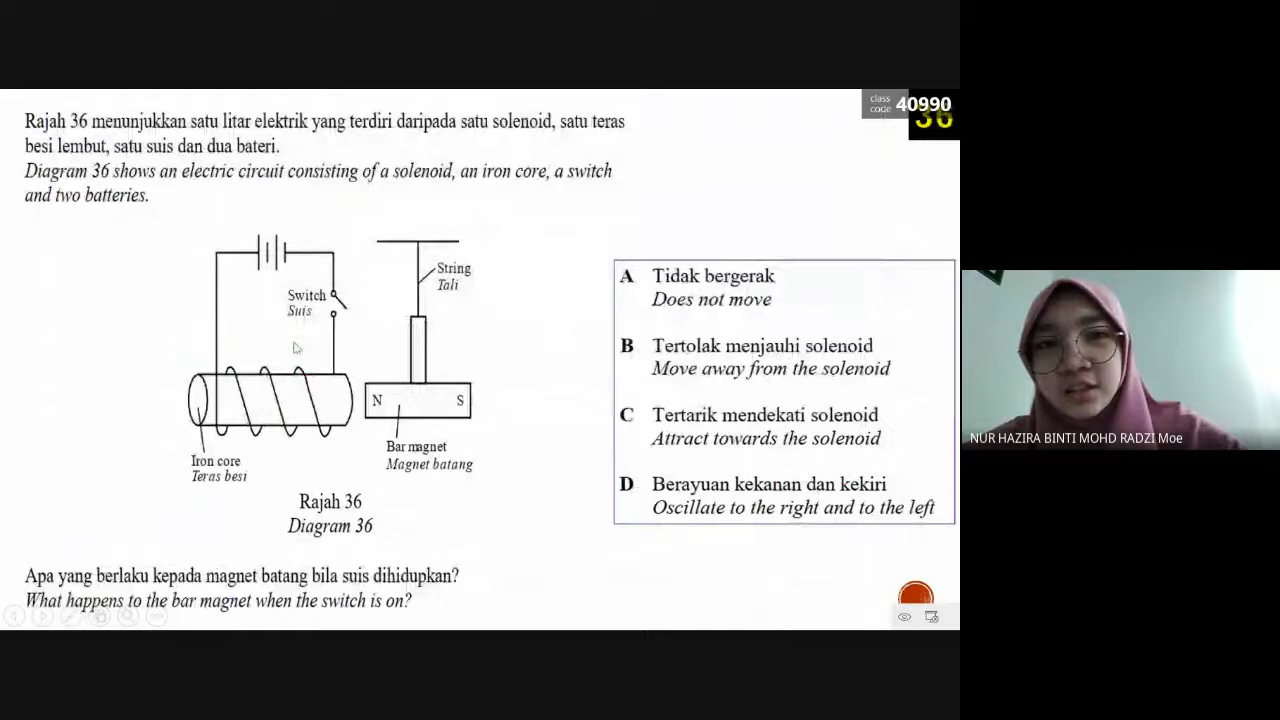 class
code 40990
36
Rajah 36 menunjukkan satu litar elektrik yang terdiri daripada satu solenoid, satu teras
besi lembut, satu suis dan dua bateri.
Diagram 36 shows an electric circuit consisting of a solenoid, an iron core, a switch
and two batteries.
String
Tali
Switch
Suis
N S
Iron core
Teras besi
Bar magnet
Magnet batang
Rajah 36
Diagram 36
A Tidak bergerak
Does not move
B Tertolak menjauhi solenoid
Move away from the solenoid
C Tertarik mendekati solenoid
Attract towards the solenoid
D Berayuan kekanan dan kekiri
Oscillate to the right and to the left
Apa yang berlaku kepada magnet batang bila suis dihidupkan?
What happens to the bar magnet when the switch is on?
NUR HAZIRA BINTI MOHD RADZI Moe